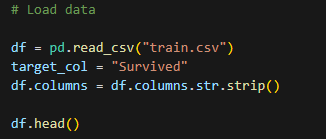 # Load data
df = pd.read_csv("train.csv")
target_col = "Survived"
df.columns = df.columns.str.strip()
df.head()